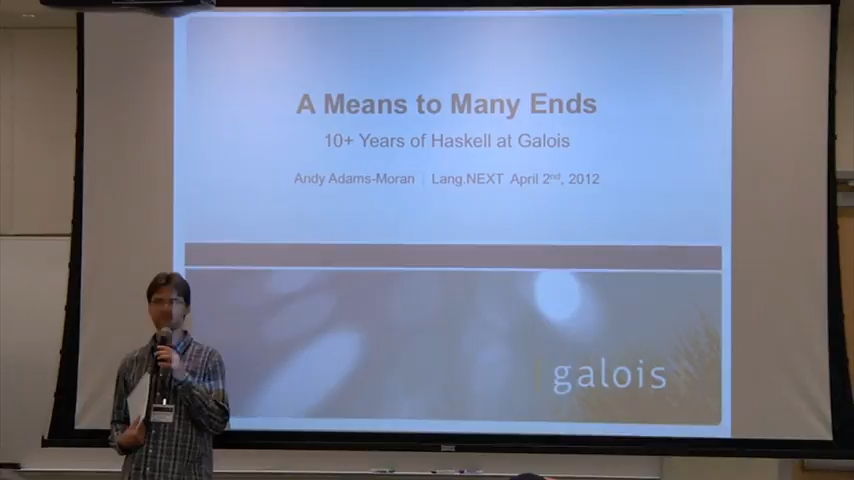 A Means to Many Ends
10+ Years of Haskell at Galois
Andy Adams-Moran | Lang.NEXT April 2nd, 2012
galois